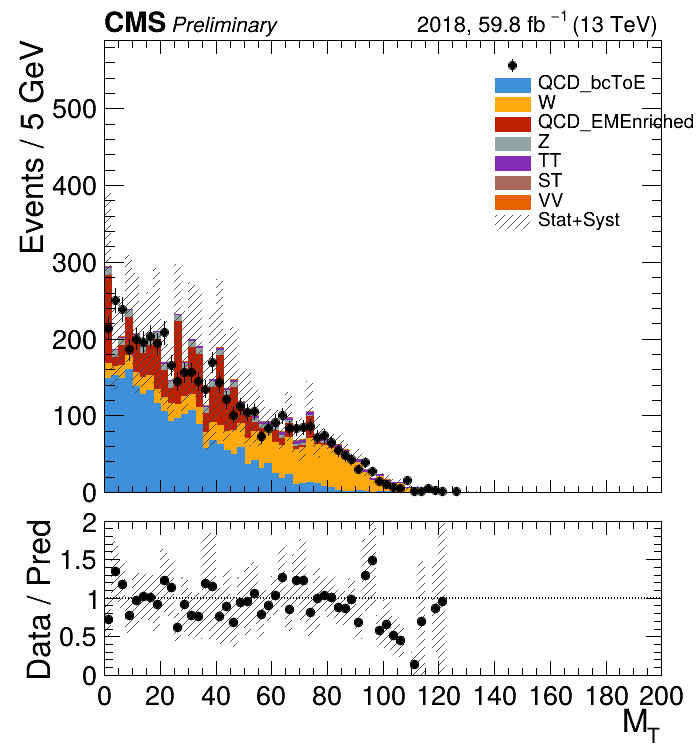 CMS Preliminary 2018, 59.8 fb⁻¹ (13 TeV)
Events / 5 GeV
500
400
300
200
100
0
QCD_bcToE
W
QCD_EMEnriched
Z
TT
ST
VV
Stat+Syst
Data / Pred
2
1.5
1
0.5
0
0 20 40 60 80 100 120 140 160 180 200
M_T